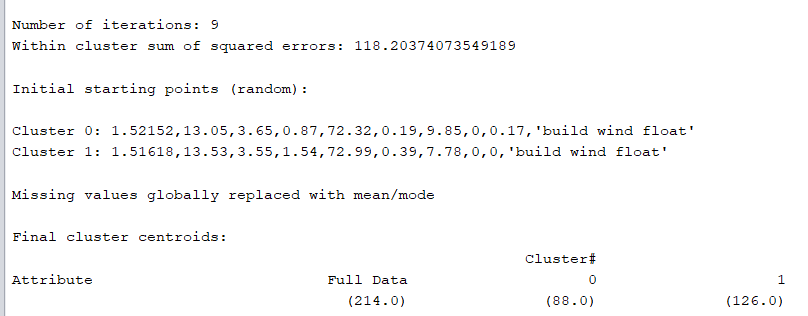 Number of iterations: 9
Within cluster sum of squared errors: 118.20374073549189
Initial starting points (random):
Cluster 0: 1.52152,13.05,3.65,0.87,72.32,0.19,9.85,0,0.17,'build wind float'
Cluster 1: 1.51618,13.53,3.55,1.54,72.99,0.39,7.78,0,0,'build wind float'
Missing values globally replaced with mean/mode
Final cluster centroids:
Cluster#
Attribute Full Data 0 1
(214.0) (88.0) (126.0)